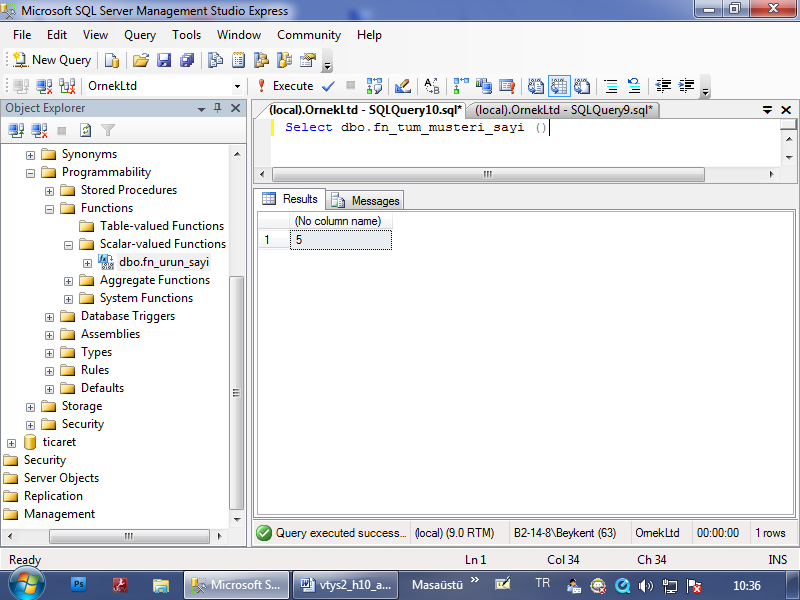 Microsoft SQL Server Management Studio Express
File Edit View Query Tools Window Community Help
New Query
OrnekLtd Execute
Object Explorer
Synonyms
Programmability
Stored Procedures
Functions
Table-valued Functions
Scalar-valued Functions
dbo.fn_urun_sayi
Aggregate Functions
System Functions
Database Triggers
Assemblies
Types
Rules
Defaults
Storage
Security
ticaret
Security
Server Objects
Replication
Management
(local).OrnekLtd - SQLQuery10.sql* (local).OrnekLtd - SQLQuery9.sql*
Select dbo.fn_tum_musteri_sayi ()
Results Messages
(No column name)
1 5
Query executed success... (local) (9.0 RTM) B2-14-8\Beykent (63) OrnekLtd 00:00:00 1 rows
Ready Ln 1 Col 34 Ch 34 INS
Ps Microsoft S... vtys2_h10_a... Masaüstü » TR 10:36